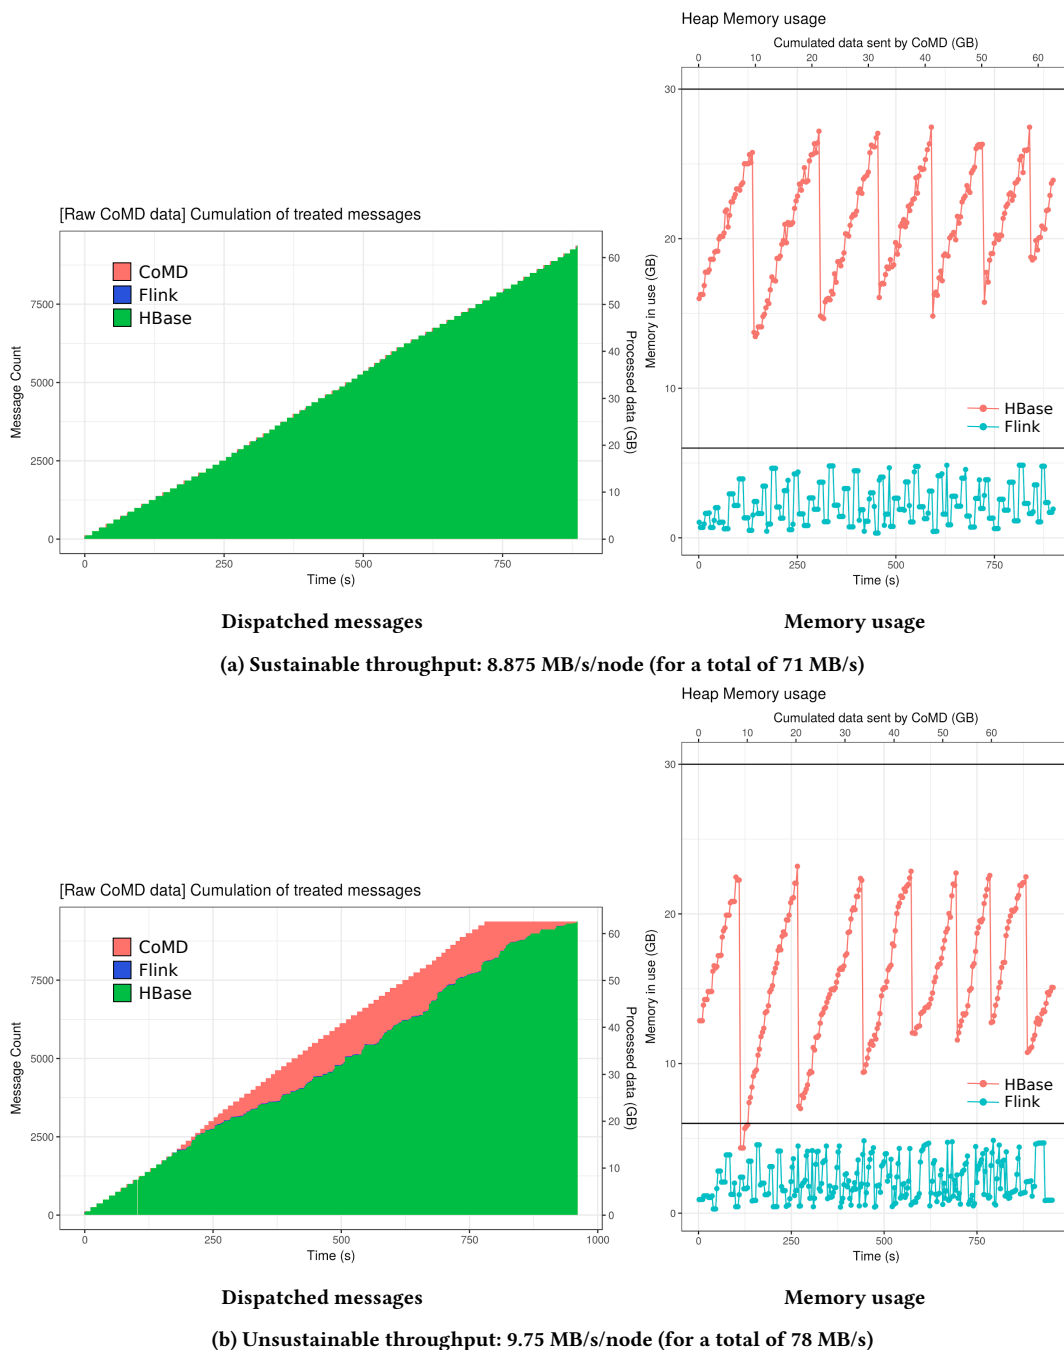 Heap Memory usage
Cumulated data sent by CoMD (GB)
0 10 20 30 40 50 60
30
20
10
0
Memory in use (GB)
HBase
Flink
0 250 500 750
Time (s)
[Raw CoMD data] Cumulation of treated messages
CoMD
Flink
HBase
7500
5000
2500
0
Message Count
60
50
40
30
20
10
0
Processed data (GB)
0 250 500 750
Time (s)
Dispatched messages
Memory usage
(a) Sustainable throughput: 8.875 MB/s/node (for a total of 71 MB/s)
Heap Memory usage
Cumulated data sent by CoMD (GB)
0 10 20 30 40 50 60
30
20
10
0
Memory in use (GB)
HBase
Flink
0 250 500 750
Time (s)
[Raw CoMD data] Cumulation of treated messages
CoMD
Flink
HBase
7500
5000
2500
0
Message Count
60
50
40
30
20
10
0
Processed data (GB)
0 250 500 750 1000
Time (s)
Dispatched messages
Memory usage
(b) Unsustainable throughput: 9.75 MB/s/node (for a total of 78 MB/s)